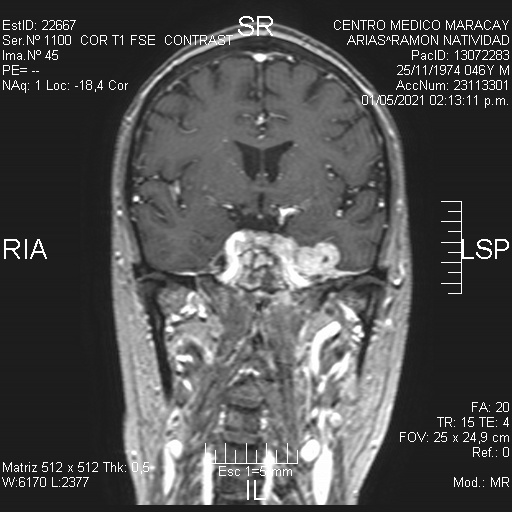 EstID: 22667
Ser.Nº 1100 COR T1 FSE CONTRAST
Ima.Nº 45
PE= --
NAq: 1 Loc: -18,4 Cor
SR
CENTRO MEDICO MARACAY
ARIAS^RAMON NATIVIDAD
PacID: 13072283
25/11/1974 046Y M
AccNum: 23113301
01/05/2021 02:13:11 p.m.
RIA
LSP
FA: 20
TR: 15 TE: 4
FOV: 25 x 24,9 cm
Ref.: 0
Matriz 512 x 512 Thk: 0,5
W:6170 L:2377
Esc 1=5 mm
IL
Mod.: MR